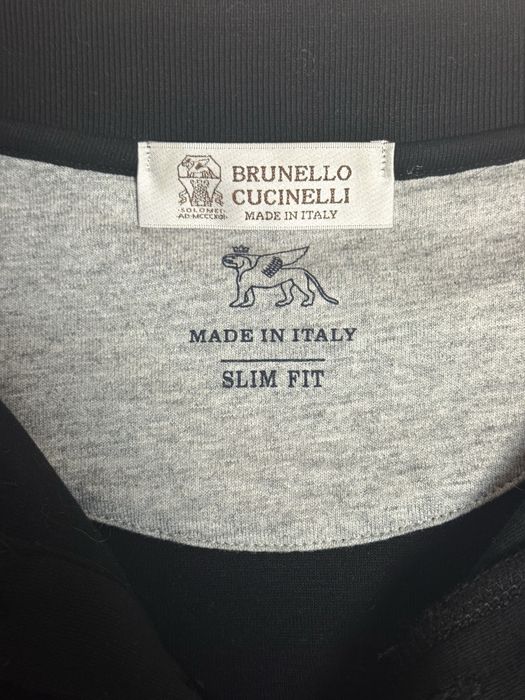 BRUNELLO
CUCINELLI
MADE IN ITALY
SOLOMEO
MADE IN ITALY
SLIM FIT